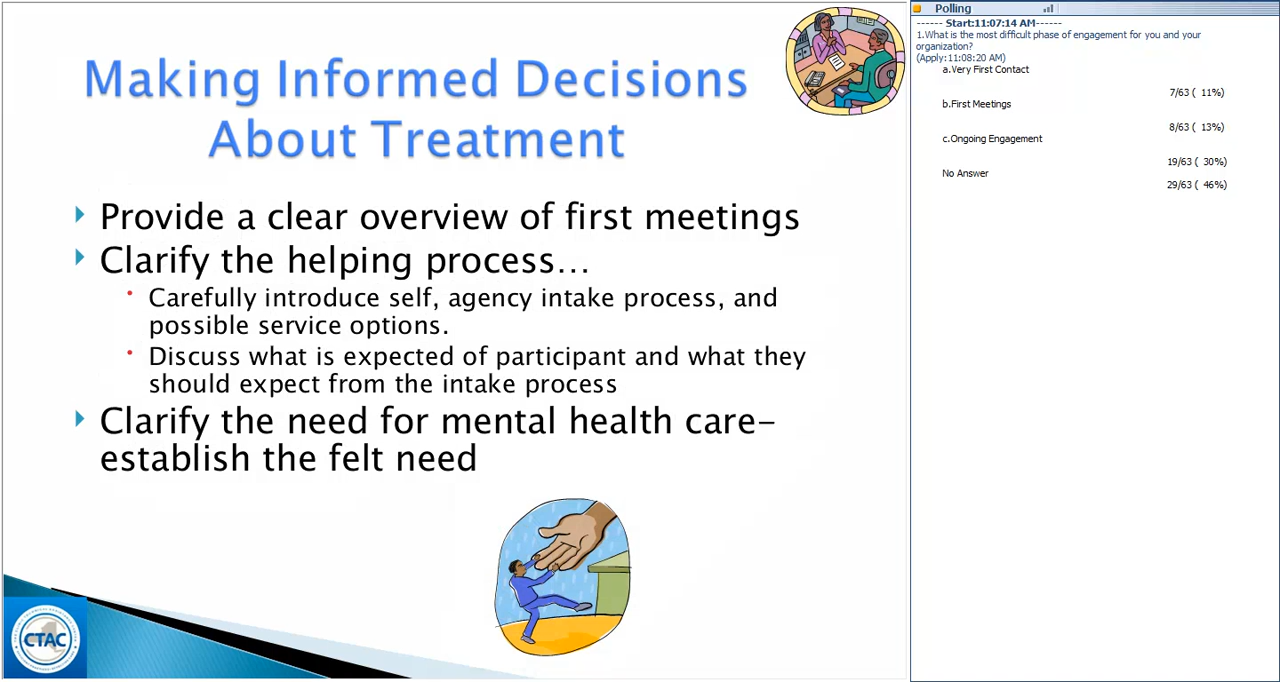 Making Informed Decisions
About Treatment
Provide a clear overview of first meetings
Clarify the helping process...
Carefully introduce self, agency intake process, and
possible service options.
Discuss what is expected of participant and what they
should expect from the intake process
Clarify the need for mental health care-
establish the felt need
CTAC
Polling
------ Start:11:07:14 AM------
1.What is the most difficult phase of engagement for you and your
organization?
(Apply:11:08:20 AM)
a.Very First Contact
7/63 ( 11%)
b.First Meetings
8/63 ( 13%)
c.Ongoing Engagement
19/63 ( 30%)
No Answer
29/63 ( 46%)